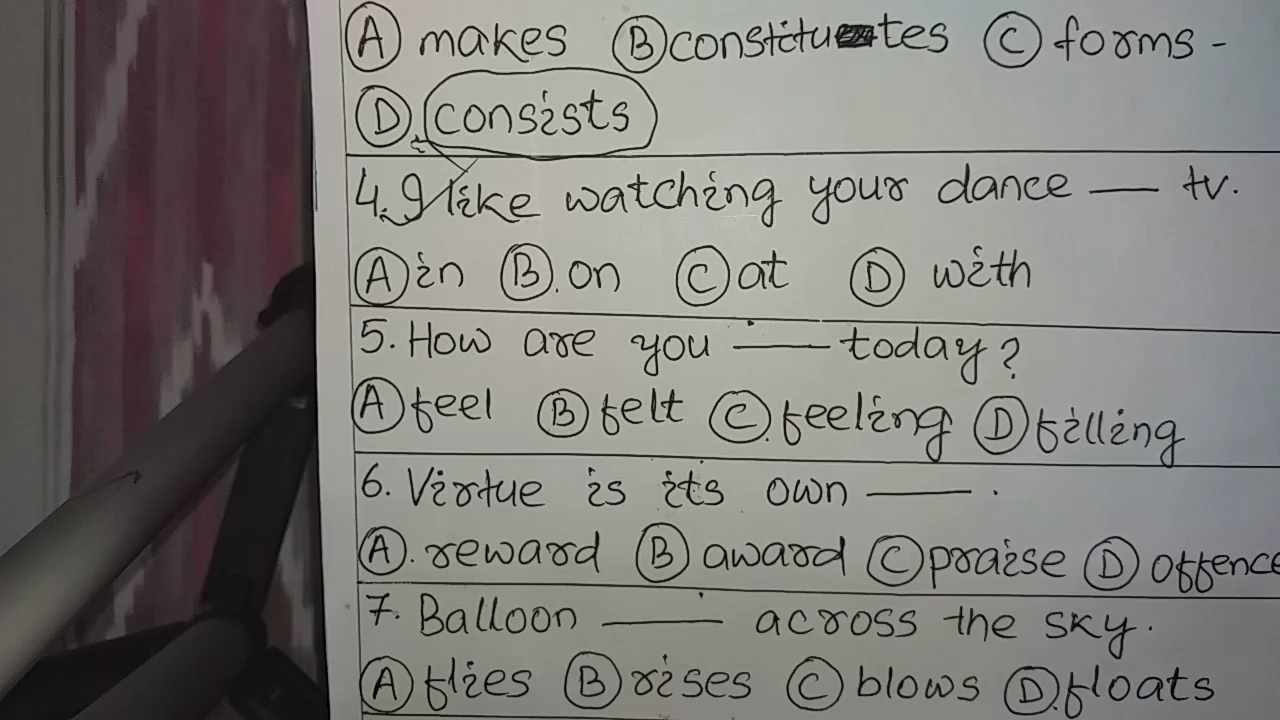 A makes B constitutes C forms -
D. consists
4. I like watching your dance — tv.
A in B. on C at D with
5. How are you — today?
A feel B felt C. feeling D filling
6. Virtue is its own — .
A. reward B award C praise D offence
7. Balloon — across the sky.
A flies B rises C blows D. floats